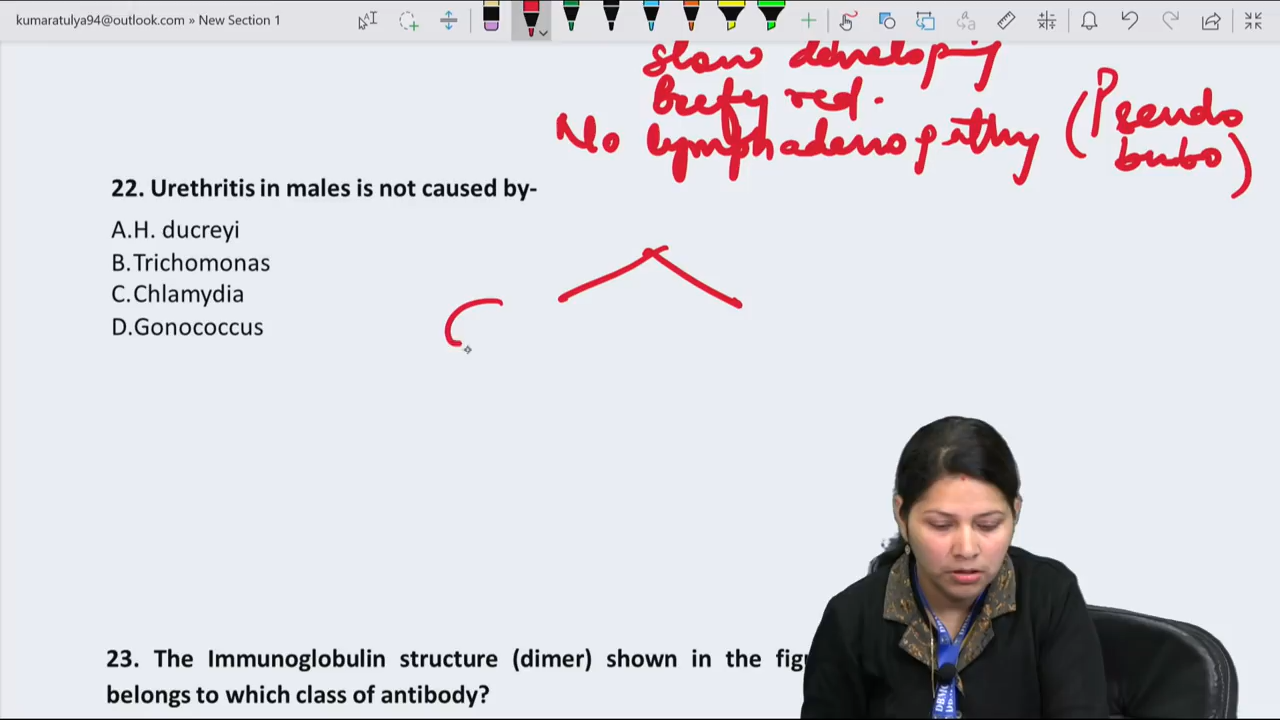 kumaratulya94@outlook.com » New Section 1
slow developing
Beefy red.
No lymphadenopathy (Pseudo
bubo)
22. Urethritis in males is not caused by-
A.H. ducreyi
B.Trichomonas
C.Chlamydia
D.Gonococcus
23. The Immunoglobulin structure (dimer) shown in the
belongs to which class of antibody?